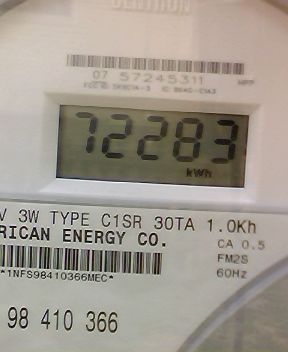 CENTRON
07 57245311
72283
kWh
V 3W TYPE C1SR 30TA 1.0Kh
RICAN ENERGY CO.
CA 0.5
FM2S
60Hz
*1NFS98410366MEC*
98 410 366